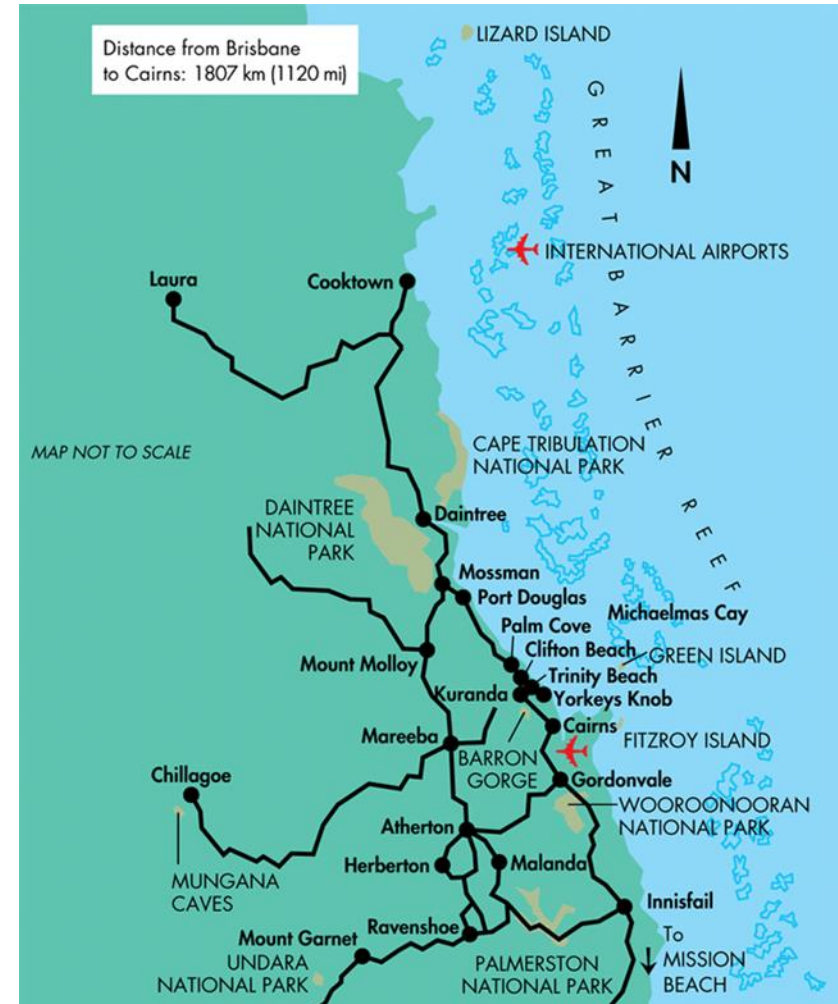 LIZARD ISLAND
Distance from Brisbane
to Cairns: 1807 km (1120 mi)
GREAT BARRIER REEF
N
INTERNATIONAL AIRPORTS
Laura
Cooktown
MAP NOT TO SCALE
CAPE TRIBULATION
NATIONAL PARK
DAINTREE
NATIONAL
PARK
Daintree
Mossman
Port Douglas
Michaelmas Cay
Palm Cove
Clifton Beach
GREEN ISLAND
Mount Molloy
Trinity Beach
Kuranda
Yorkeys Knob
Cairns
FITZROY ISLAND
Mareeba
BARRON
GORGE
Chillagoe
Gordonvale
WOOROONOORAN
NATIONAL PARK
Atherton
Herberton
Malanda
MUNGANA
CAVES
Innisfail
Ravenshoe
Mount Garnet
UNDARA
NATIONAL PARK
PALMERSTON
NATIONAL PARK
To
MISSION
BEACH